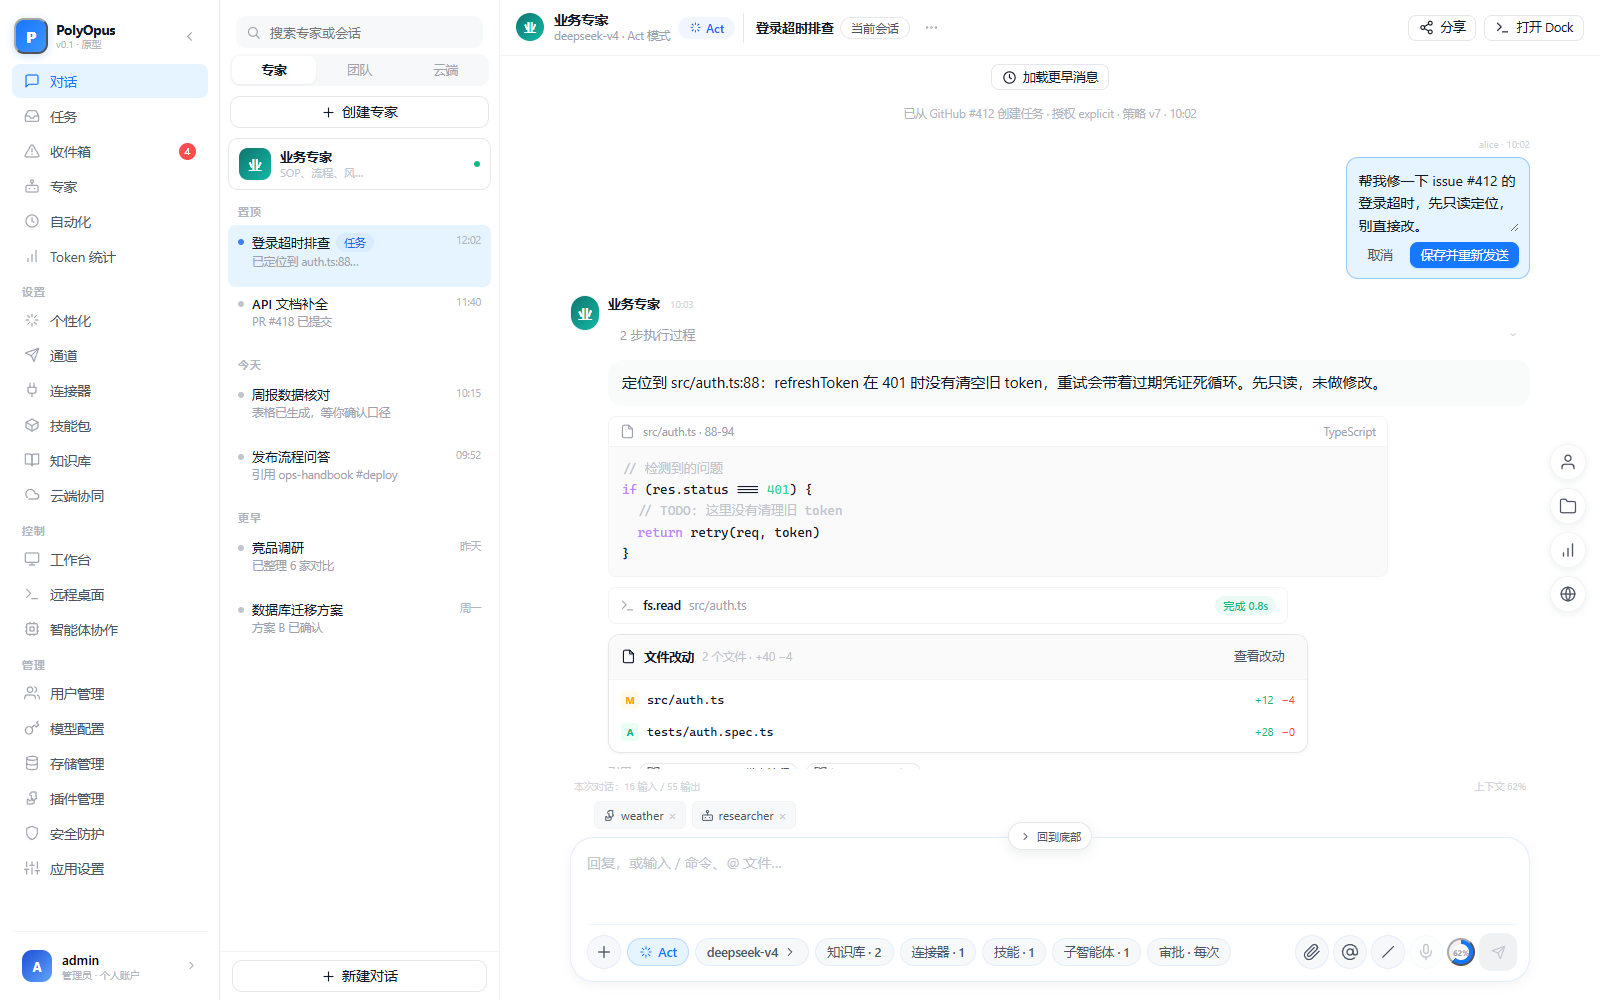 P
PolyOpus
v0.1 · 原型
对话
任务
收件箱
4
专家
自动化
Token 统计
设置
个性化
通道
连接器
技能包
知识库
云端协同
控制
工作台
远程桌面
智能体协作
管理
用户管理
模型配置
存储管理
插件管理
安全防护
应用设置
A
admin
管理员 · 个人账户
搜索专家或会话
专家
团队
云端
创建专家
业
业务专家
SOP、流程、风...
置顶
登录超时排查
任务
12:02
已定位到 auth.ts:88...
API 文档补全
11:40
PR #418 已提交
今天
周报数据核对
10:15
表格已生成，等你确认口径
发布流程问答
09:52
引用 ops-handbook #deploy
更早
竞品调研
昨天
已整理 6 家对比
数据库迁移方案
周一
方案 B 已确认
新建对话
业
业务专家
deepseek-v4 · Act 模式
Act
登录超时排查
当前会话
分享
打开 Dock
加载更早消息
已从 GitHub #412 创建任务 · 授权 explicit · 策略 v7 · 10:02
alice · 10:02
帮我修一下 issue #412 的
登录超时，先只读定位，
别直接改。
取消
保存并重新发送
业
业务专家
10:03
2 步执行过程
定位到 src/auth.ts:88：refreshToken 在 401 时没有清空旧 token，重试会带着过期凭证死循环。先只读，未做修改。
src/auth.ts · 88-94
TypeScript
// 检测到的问题
if (res.status === 401) {
// TODO: 这里没有清理旧 token
return retry(req, token)
}
fs.read
src/auth.ts
完成 0.8s
文件改动
2 个文件 · +40 −4
查看改动
M
src/auth.ts
+12 −4
A
tests/auth.spec.ts
+28 −0
本次对话：16 输入 / 55 输出
上下文 62%
weather ×
researcher ×
回到底部
回复，或输入 / 命令、@ 文件...
Act
deepseek-v4
知识库 · 2
连接器 · 1
技能 · 1
子智能体 · 1
审批 · 每次
62%